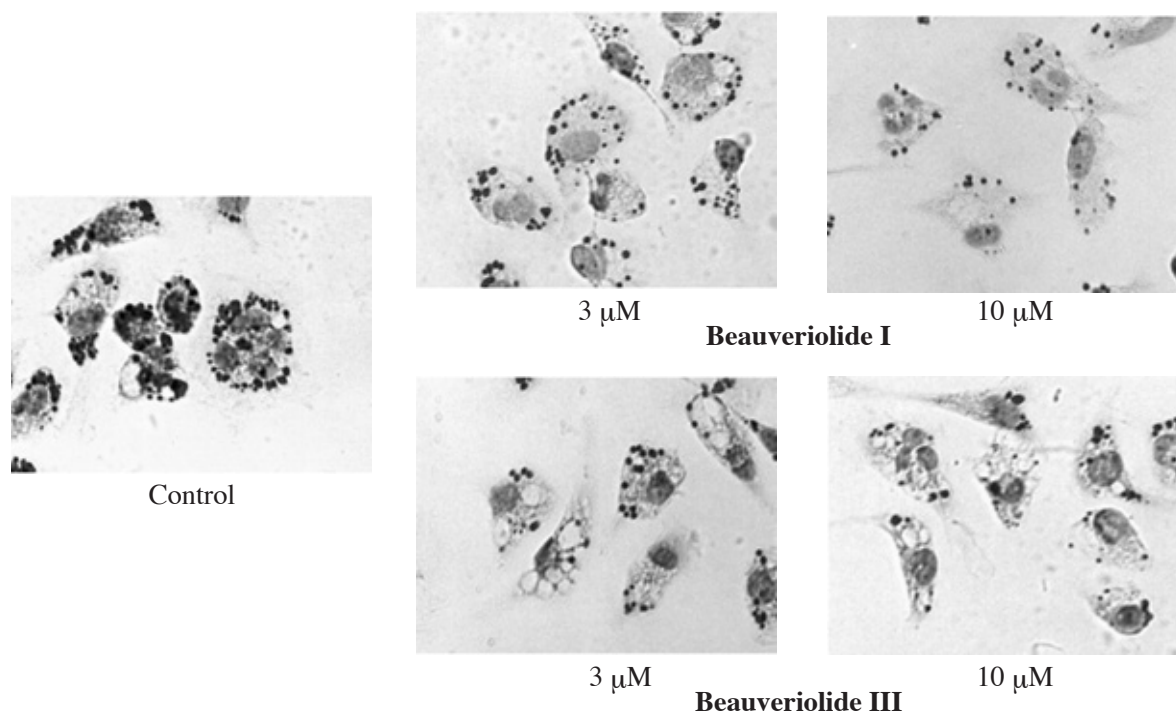 3 μM
10 μM
Beauveriolide I
Control
3 μM
10 μM
Beauveriolide III